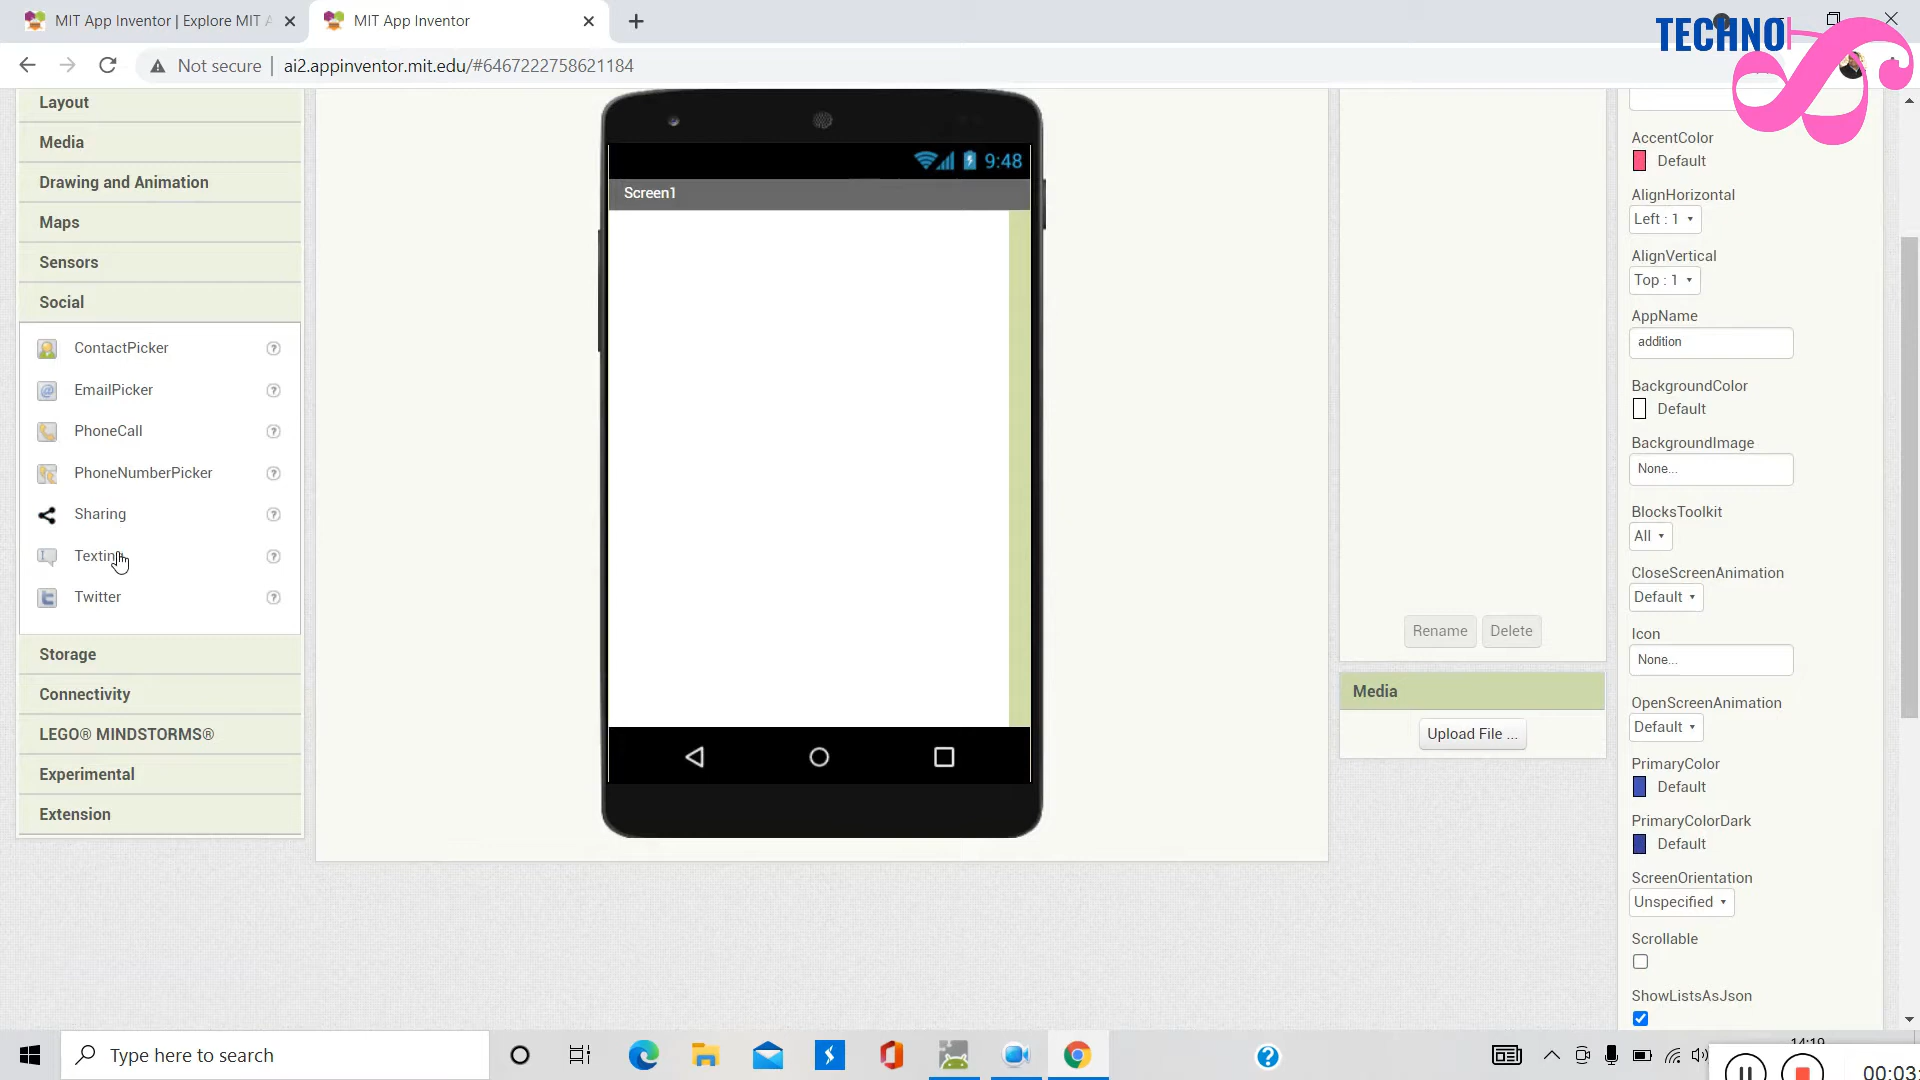 MIT App Inventor | Explore MIT A
MIT App Inventor
TECHNO
Not secure
ai2.appinventor.mit.edu/#6467222758621184
Layout
Media
Drawing and Animation
Maps
Sensors
Social
ContactPicker
EmailPicker
PhoneCall
PhoneNumberPicker
Sharing
Texting
Twitter
Storage
Connectivity
LEGO® MINDSTORMS®
Experimental
Extension
9:48
Screen1
Rename
Delete
Media
Upload File ...
AccentColor
Default
AlignHorizontal
Left : 1
AlignVertical
Top : 1
AppName
addition
BackgroundColor
Default
BackgroundImage
None...
BlocksToolkit
All
CloseScreenAnimation
Default
Icon
None...
OpenScreenAnimation
Default
PrimaryColor
Default
PrimaryColorDark
Default
ScreenOrientation
Unspecified
Scrollable
ShowListsAsJson
Type here to search
14:19
00:03: